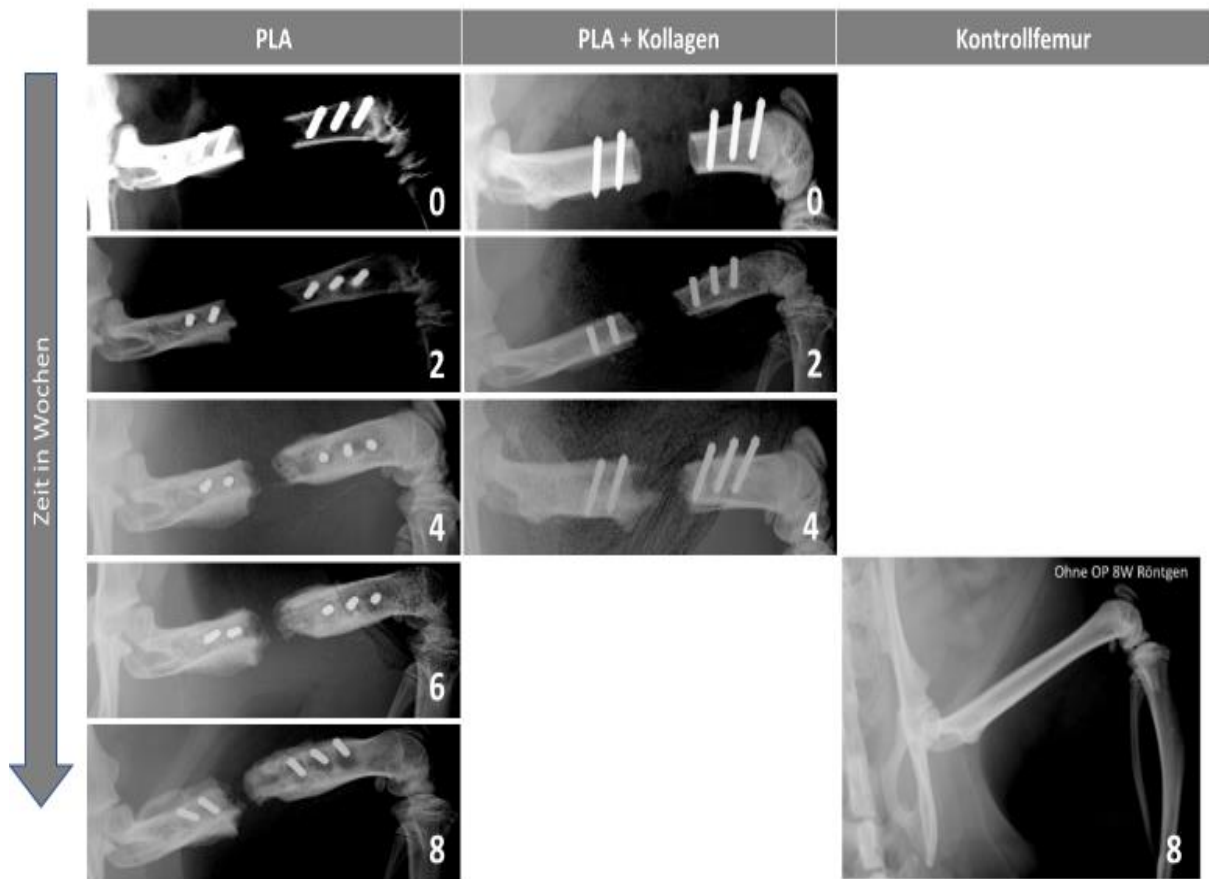 PLA
PLA + Kollagen
Kontrollfemur
Zeit in Wochen
0
0
2
2
4
4
6
Ohne OP 8W Röntgen
8
8